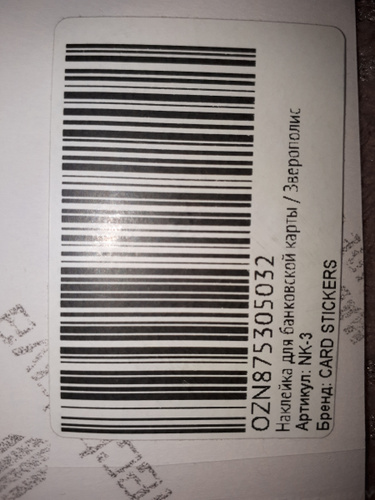 OZN875305032
Наклейка для банковской карты / Зверополис
Артикул: NK-3
Бренд: CARD STICKERS